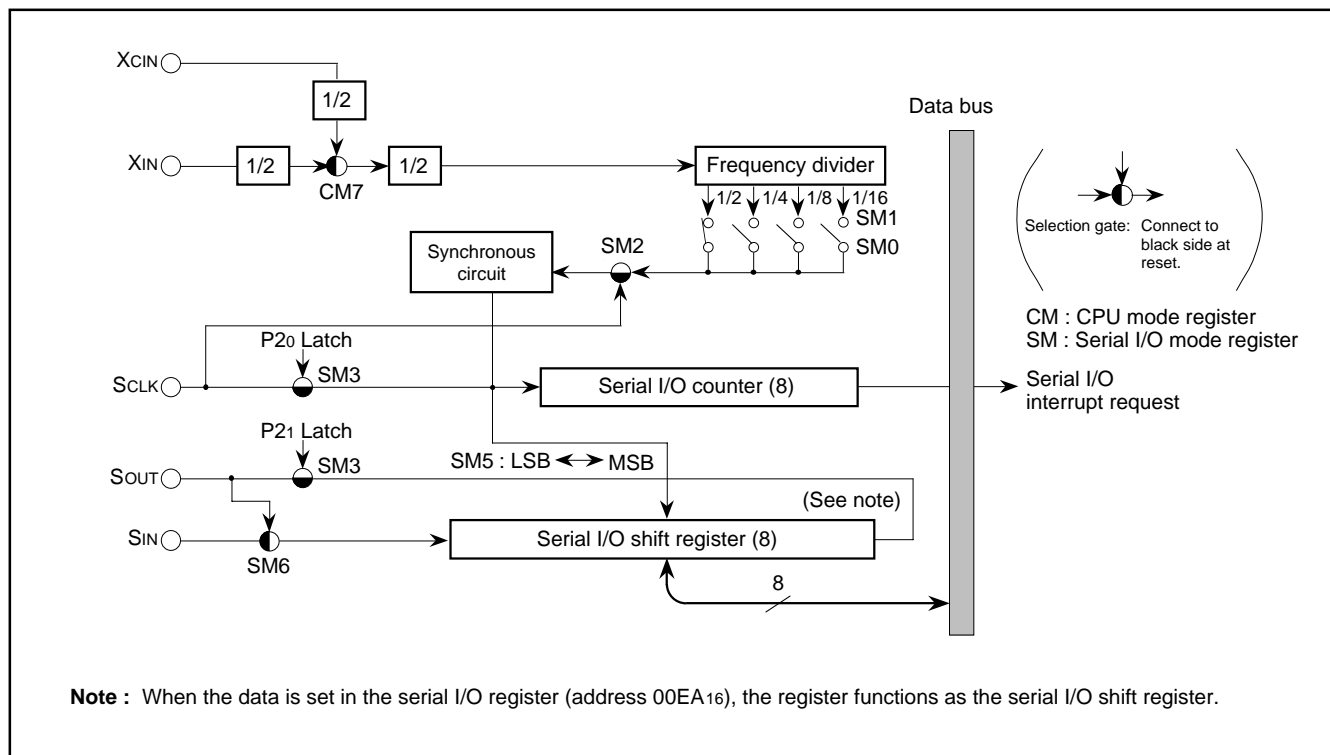 XCIN
1/2
Data bus
XIN
1/2
1/2
Frequency divider
CM7
1/2
1/4
1/8
1/16
SM1
SM0
SM2
Synchronous
circuit
Selection gate: Connect to
black side at
reset.
CM : CPU mode register
SM : Serial I/O mode register
P20 Latch
SCLK
SM3
Serial I/O counter (8)
Serial I/O
interrupt request
P21 Latch
SM3
SM5 : LSB
MSB
SOUT
(See note)
SIN
Serial I/O shift register (8)
SM6
8
Note : When the data is set in the serial I/O register (address 00EA16), the register functions as the serial I/O shift register.